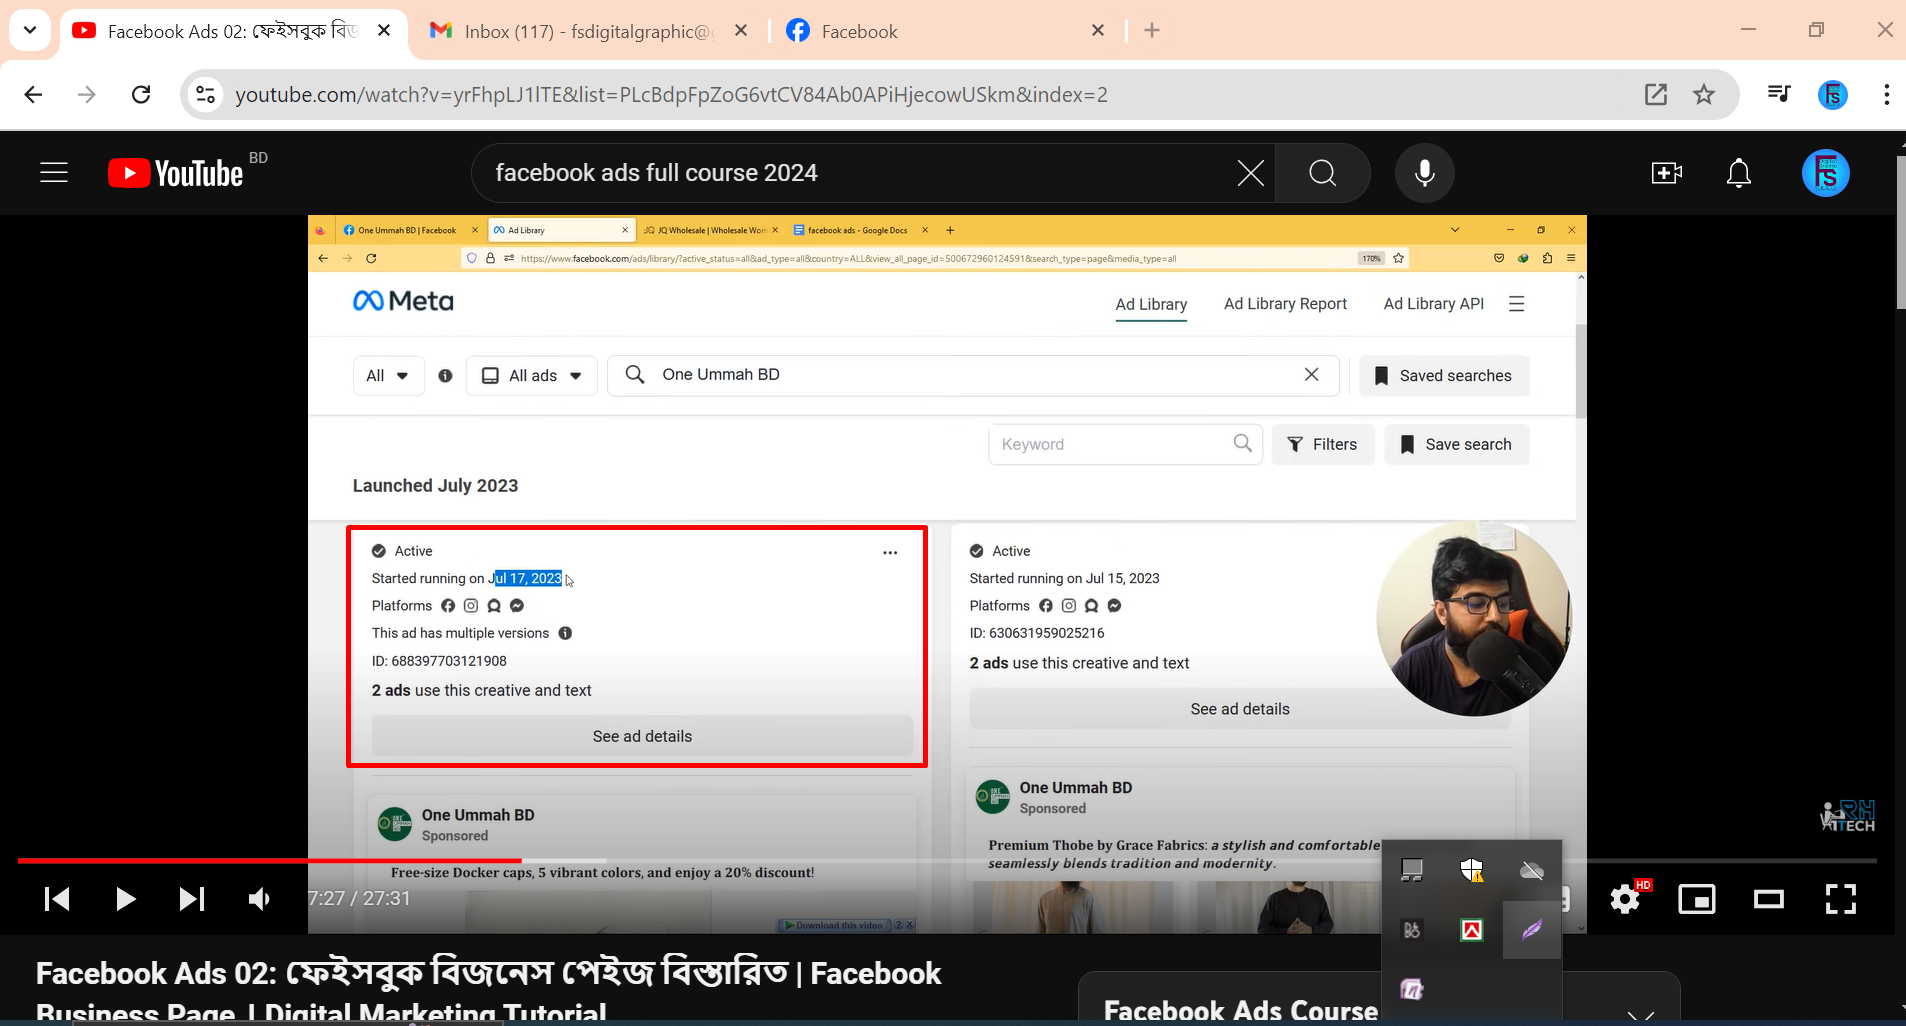 Facebook Ads 02: ফেইসবুক বিজ
Inbox (117) - fsdigitalgraphic@g
Facebook
youtube.com/watch?v=yrFhpLJ1lTE&list=PLcBdpFpZoG6vtCV84Ab0APiHjecowUSkm&index=2
YouTube BD
facebook ads full course 2024
One Ummah BD | Facebook
Ad Library
JQ JQ Wholesale | Wholesale Wom
facebook ads - Google Docs
https://www.facebook.com/ads/library/?active_status=all&ad_type=all&country=ALL&view_all_page_id=500672960124591&search_type=page&media_type=all
170%
Meta
Ad Library
Ad Library Report
Ad Library API
All
All ads
One Ummah BD
Saved searches
Keyword
Filters
Save search
Launched July 2023
Active
Started running on Jul 17, 2023
Platforms
This ad has multiple versions
ID: 688397703121908
2 ads use this creative and text
See ad details
One Ummah BD
Sponsored
Free-size Docker caps, 5 vibrant colors, and enjoy a 20% discount!
Download this video
Active
Started running on Jul 15, 2023
Platforms
ID: 630631959025216
2 ads use this creative and text
See ad details
One Ummah BD
Sponsored
Premium Thobe by Grace Fabrics: a stylish and comfortable
seamlessly blends tradition and modernity.
RH
TECH
7:27 / 27:31
HD
Facebook Ads 02: ফেইসবুক বিজনেস পেইজ বিস্তারিত | Facebook
Business Page | Digital Marketing Tutorial
Facebook Ads Course